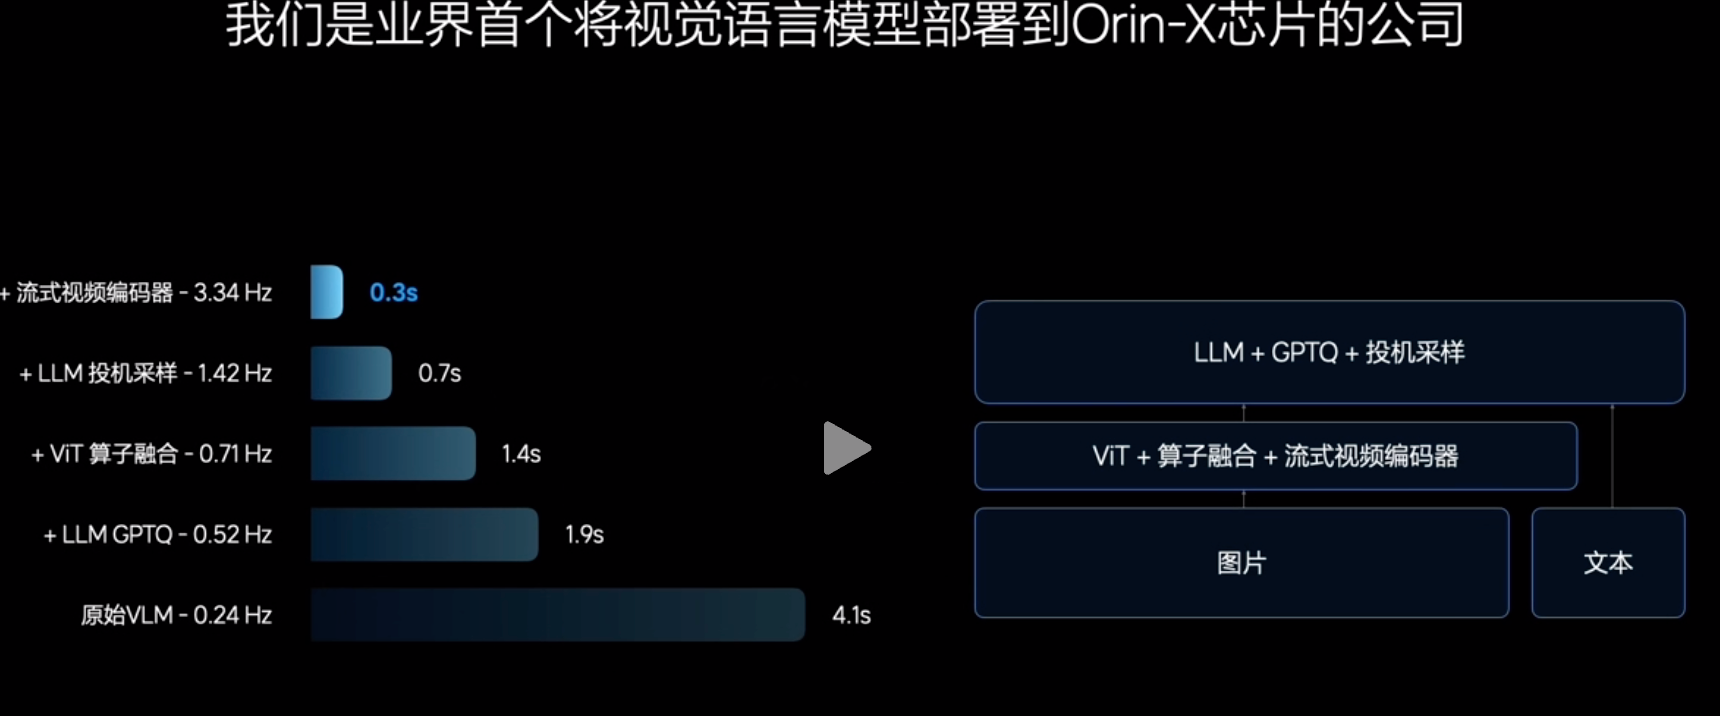 我们是业界首个将视觉语言模型部署到Orin-X芯片的公司
+ 流式视频编码器 - 3.34 Hz
0.3s
+ LLM 投机采样 - 1.42 Hz
0.7s
+ ViT 算子融合 - 0.71 Hz
1.4s
+ LLM GPTQ - 0.52 Hz
1.9s
原始VLM - 0.24 Hz
4.1s
LLM + GPTQ + 投机采样
ViT + 算子融合 + 流式视频编码器
图片
文本